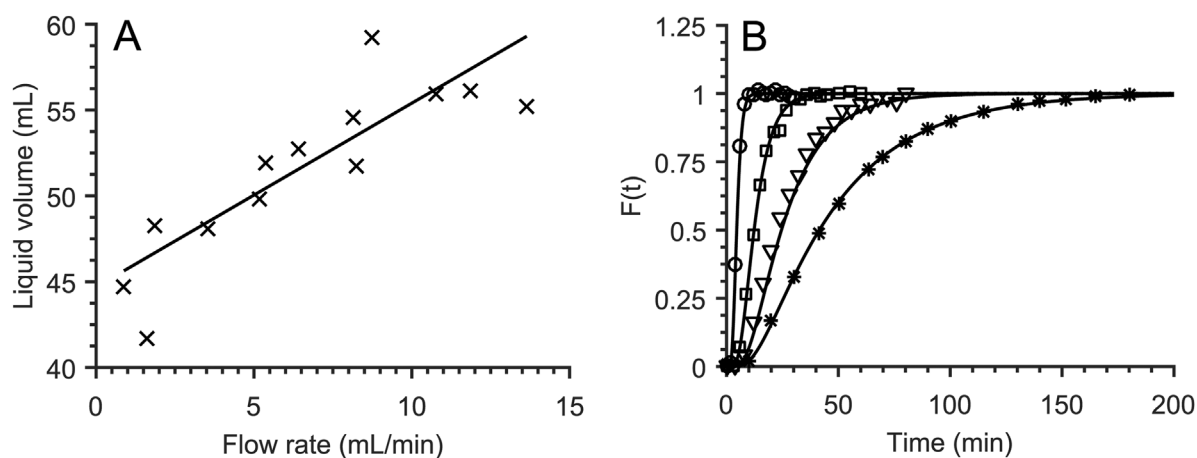 A
60
55
50
45
40
Liquid volume (mL)
0 5 10 15
Flow rate (mL/min)
B
1.25
1
0.75
0.5
0.25
0
F(t)
0 50 100 150 200
Time (min)